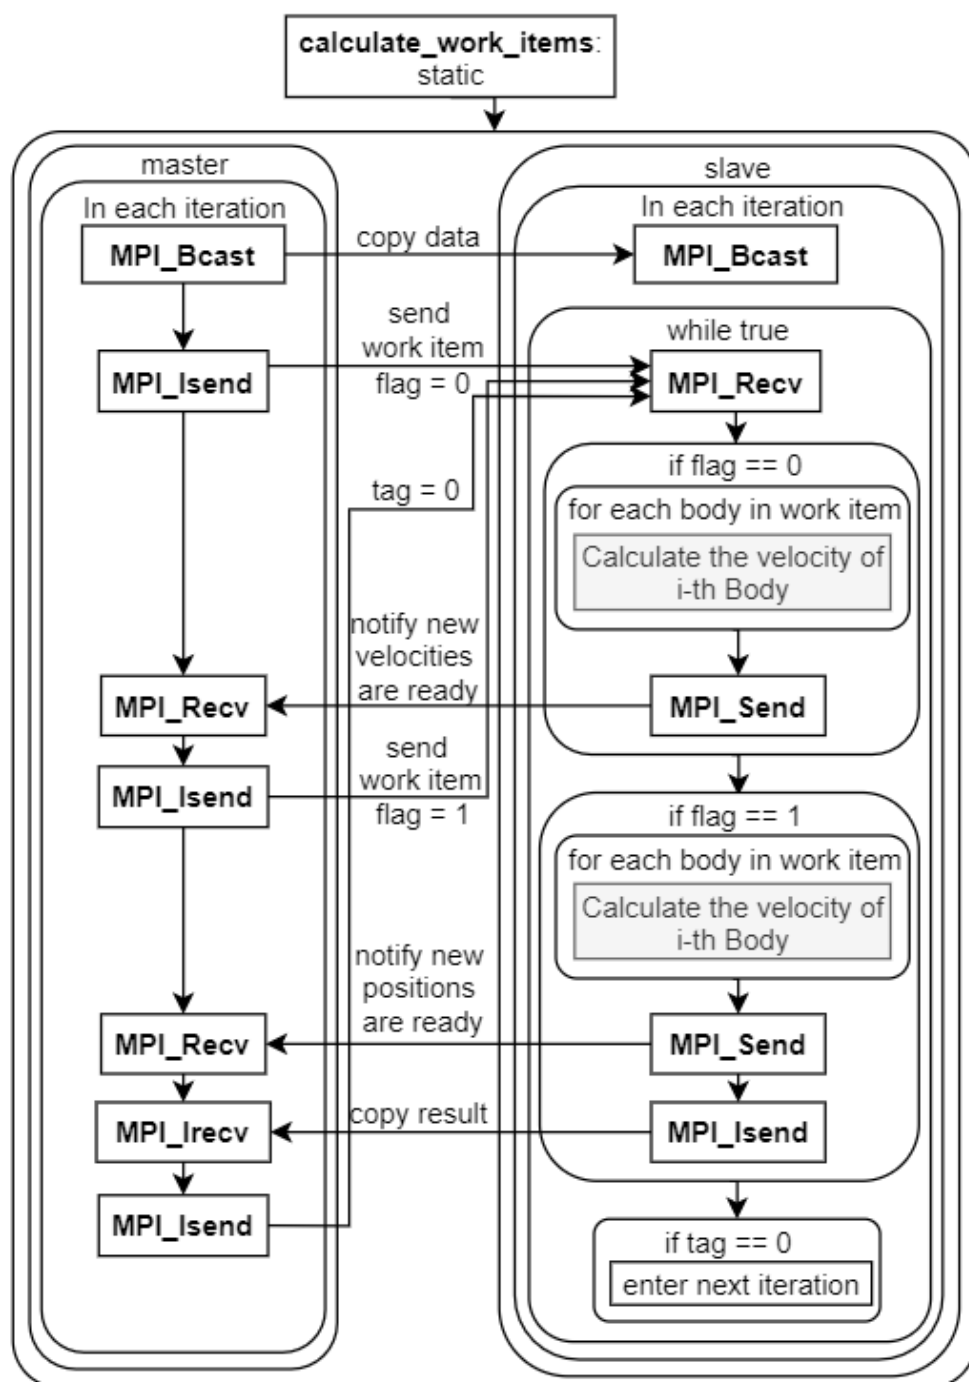 calculate_work_items:
static
master
In each iteration
MPI_Bcast
copy data
slave
In each iteration
MPI_Bcast
send
work item
flag = 0
MPI_Isend
while true
MPI_Recv
tag = 0
if flag == 0
for each body in work item
Calculate the velocity of
i-th Body
notify new
velocities
are ready
MPI_Recv
MPI_Send
send
work item
flag = 1
MPI_Isend
if flag == 1
for each body in work item
Calculate the velocity of
i-th Body
notify new
positions
are ready
MPI_Recv
MPI_Send
copy result
MPI_Irecv
MPI_Isend
MPI_Isend
if tag == 0
enter next iteration